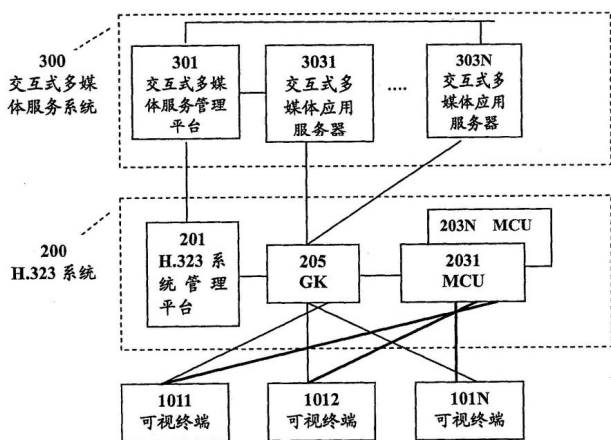 300
交互式多媒
体服务系统
301
交互式多媒
体服务管理
平台
3031
交互式多
媒体应用
服务器
....
303N
交互式多
媒体应用
服务器
200
H.323 系统
201
H.323 系
统管理
平台
205
GK
203N MCU
2031
MCU
1011
可视终端
1012
可视终端
101N
可视终端